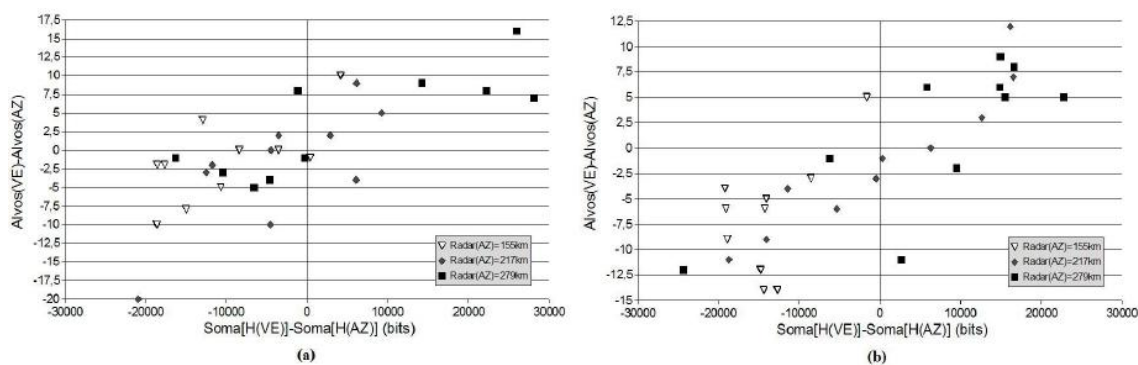 17,5
15
12,5
10
7,5
5
2,5
0
-2,5
-5
-7,5
-10
-12,5
-15
-17,5
-20
Alvos(VE)-Alvos(AZ)
Radar(AZ)=155km
Radar(AZ)=217km
Radar(AZ)=279km
-30000 -20000 -10000 0 10000 20000 30000
Soma[H(VE)]-Soma[H(AZ)] (bits)
(a)
12,5
10
7,5
5
2,5
0
-2,5
-5
-7,5
-10
-12,5
-15
Alvos(VE)-Alvos(AZ)
Radar(AZ)=155km
Radar(AZ)=217km
Radar(AZ)=279km
-30000 -20000 -10000 0 10000 20000 30000
Soma[H(VE)]-Soma[H(AZ)] (bits)
(b)